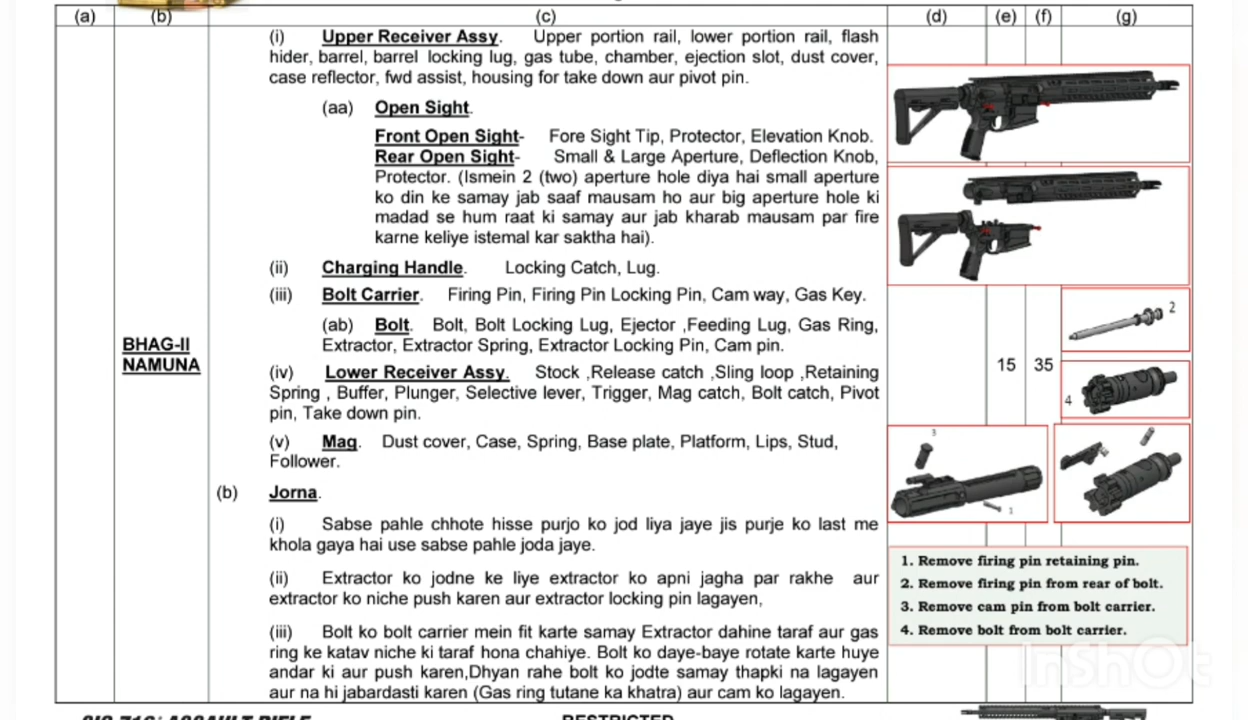 (a) (b) (c) (d) (e) (f) (g)
(i) Upper Receiver Assy. Upper portion rail, lower portion rail, flash
hider, barrel, barrel locking lug, gas tube, chamber, ejection slot, dust cover,
case reflector, fwd assist, housing for take down aur pivot pin.
(aa) Open Sight.
Front Open Sight- Fore Sight Tip, Protector, Elevation Knob.
Rear Open Sight- Small & Large Aperture, Deflection Knob,
Protector. (Ismein 2 (two) aperture hole diya hai small aperture
ko din ke samay jab saaf mausam ho aur big aperture hole ki
madad se hum raat ki samay aur jab kharab mausam par fire
karne keliye istemal kar saktha hai).
(ii) Charging Handle. Locking Catch, Lug.
(iii) Bolt Carrier. Firing Pin, Firing Pin Locking Pin, Cam way, Gas Key.
(ab) Bolt. Bolt, Bolt Locking Lug, Ejector ,Feeding Lug, Gas Ring,
Extractor, Extractor Spring, Extractor Locking Pin, Cam pin.
BHAG-II
NAMUNA
(iv) Lower Receiver Assy. Stock ,Release catch ,Sling loop ,Retaining
Spring , Buffer, Plunger, Selective lever, Trigger, Mag catch, Bolt catch, Pivot
pin, Take down pin.
15 35
2
4
(v) Mag. Dust cover, Case, Spring, Base plate, Platform, Lips, Stud,
Follower.
3
1
(b) Jorna.
(i) Sabse pahle chhote hisse purjo ko jod liya jaye jis purje ko last me
khola gaya hai use sabse pahle joda jaye.
(ii) Extractor ko jodne ke liye extractor ko apni jagha par rakhe aur
extractor ko niche push karen aur extractor locking pin lagayen,
(iii) Bolt ko bolt carrier mein fit karte samay Extractor dahine taraf aur gas
ring ke katav niche ki taraf hona chahiye. Bolt ko daye-baye rotate karte huye
andar ki aur push karen,Dhyan rahe bolt ko jodte samay thapki na lagayen
aur na hi jabardasti karen (Gas ring tutane ka khatra) aur cam ko lagayen.
1. Remove firing pin retaining pin.
2. Remove firing pin from rear of bolt.
3. Remove cam pin from bolt carrier.
4. Remove bolt from bolt carrier.
InShOt
ASSAULT RIFLE
RESTRICTED